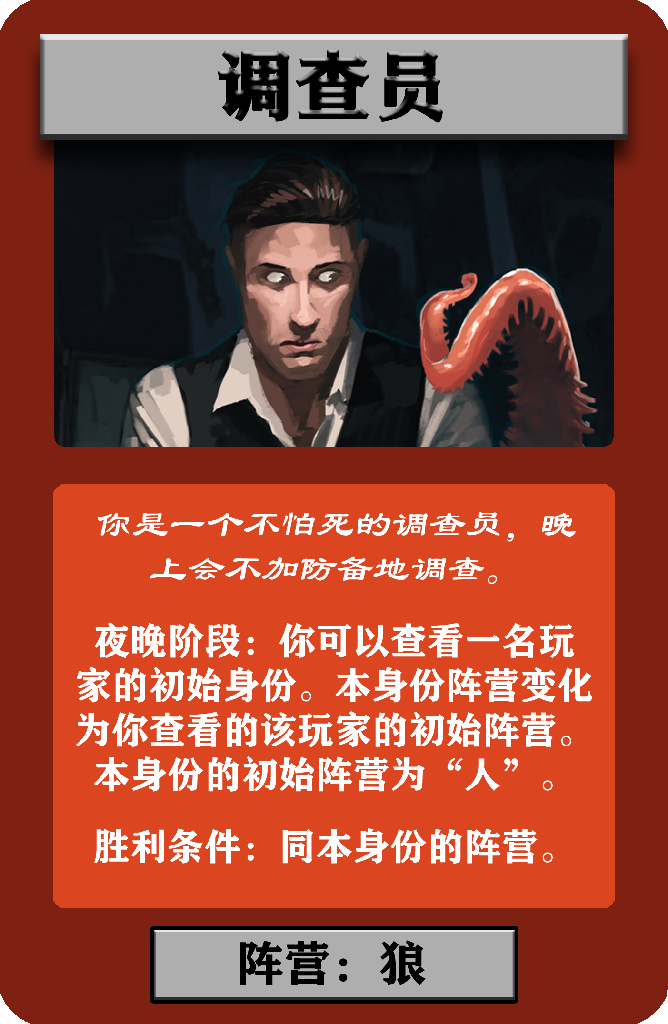 调查员
你是一个不怕死的调查员，晚
上会不加防备地调查。
夜晚阶段：你可以查看一名玩
家的初始身份。本身份阵营变化
为你查看的该玩家的初始阵营。
本身份的初始阵营为“人”。
胜利条件：同本身份的阵营。
阵营：狼